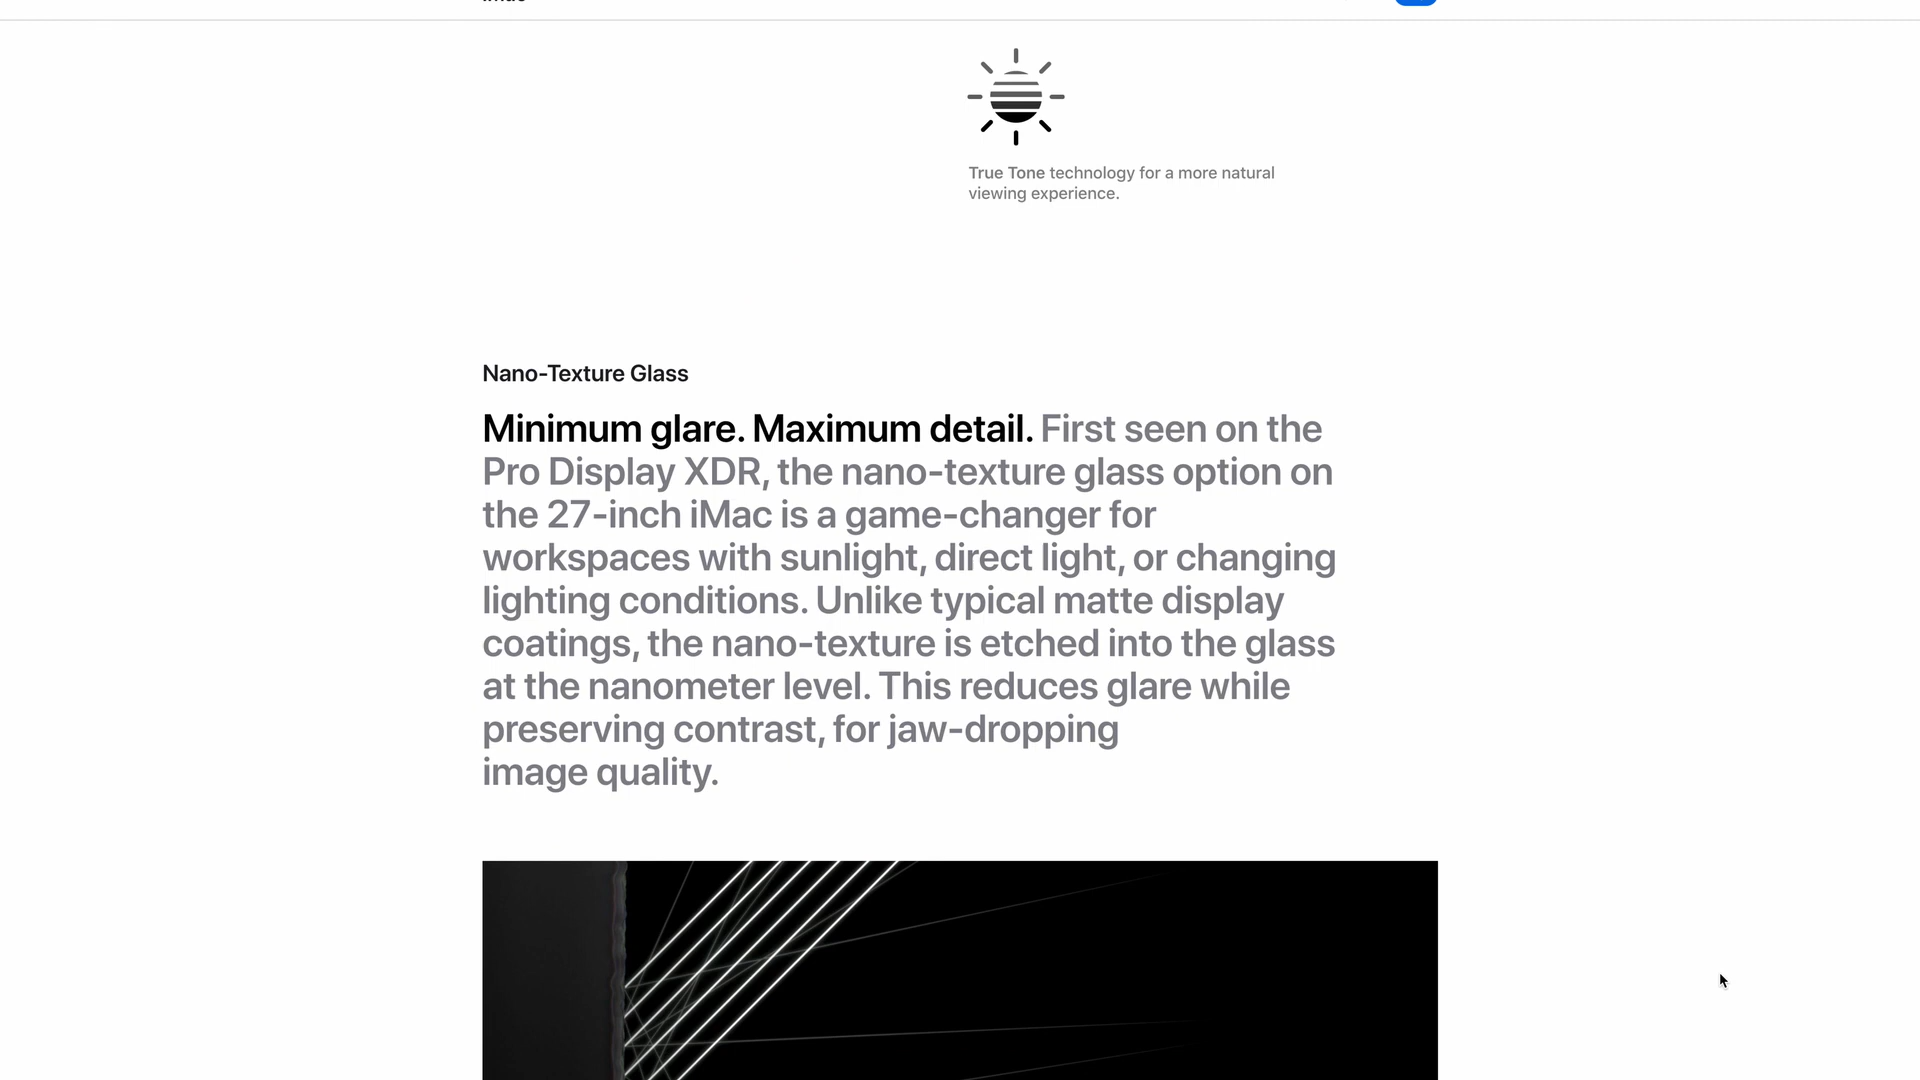 True Tone technology for a more natural
viewing experience.
Nano-Texture Glass
Minimum glare. Maximum detail. First seen on the
Pro Display XDR, the nano-texture glass option on
the 27-inch iMac is a game-changer for
workspaces with sunlight, direct light, or changing
lighting conditions. Unlike typical matte display
coatings, the nano-texture is etched into the glass
at the nanometer level. This reduces glare while
preserving contrast, for jaw-dropping
image quality.